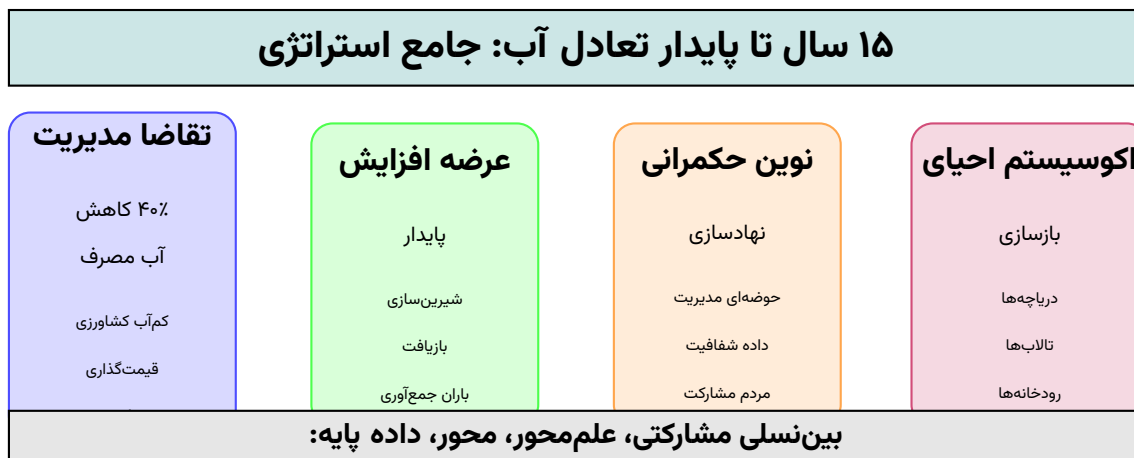 ۱۵ سال تا پایدار تعادل آب: جامع استراتژی
اکوسیستم احیای
بازسازی
دریاچه‌ها
تالاب‌ها
رودخانه‌ها
نوین حکمرانی
نهادسازی
حوضه‌ای مدیریت
داده شفافیت
مردم مشارکت
عرضه افزایش
پایدار
شیرین‌سازی
بازیافت
باران جمع‌آوری
تقاضا مدیریت
۴۰٪ کاهش
آب مصرف
کم‌آب کشاورزی
قیمت‌گذاری
بین‌نسلی مشارکتی، علم‌محور، محور، داده پایه: